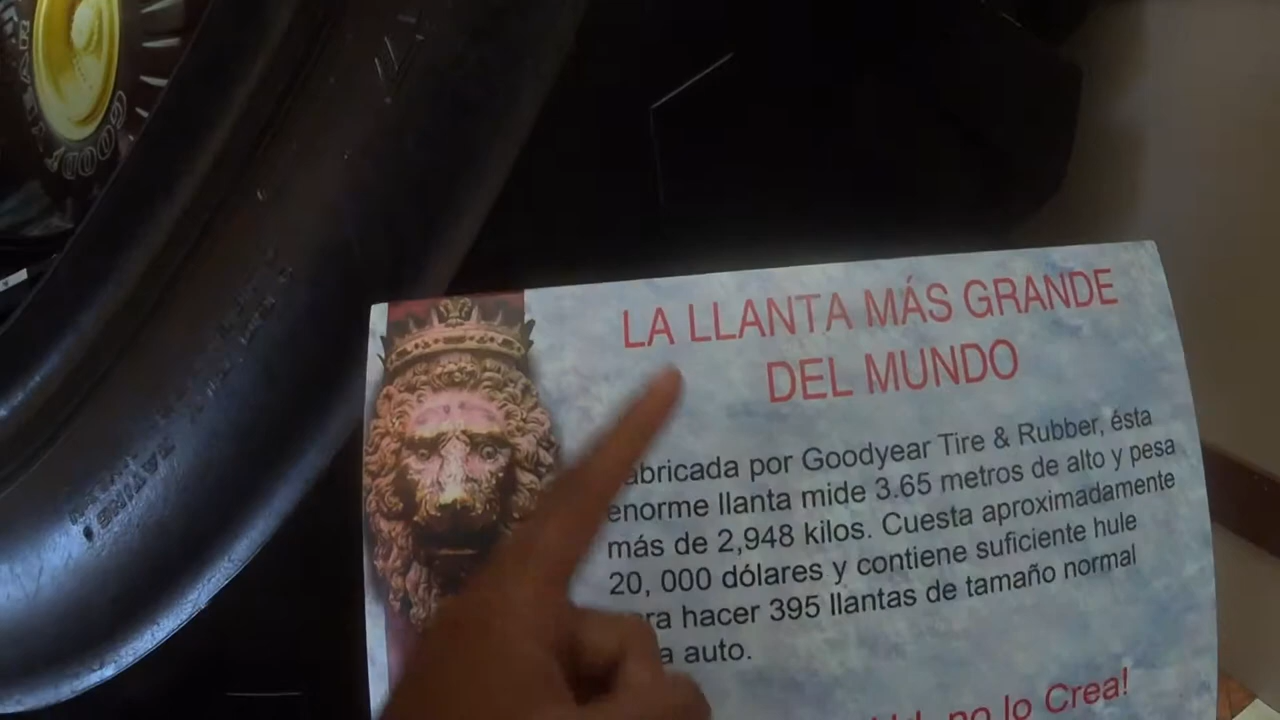 GOODYEAR
LA LLANTA MÁS GRANDE
DEL MUNDO
abricada por Goodyear Tire & Rubber, ésta
enorme llanta mide 3.65 metros de alto y pesa
más de 2,948 kilos. Cuesta aproximadamente
20, 000 dólares y contiene suficiente hule
ra hacer 395 llantas de tamaño normal
a auto.
no lo Crea!